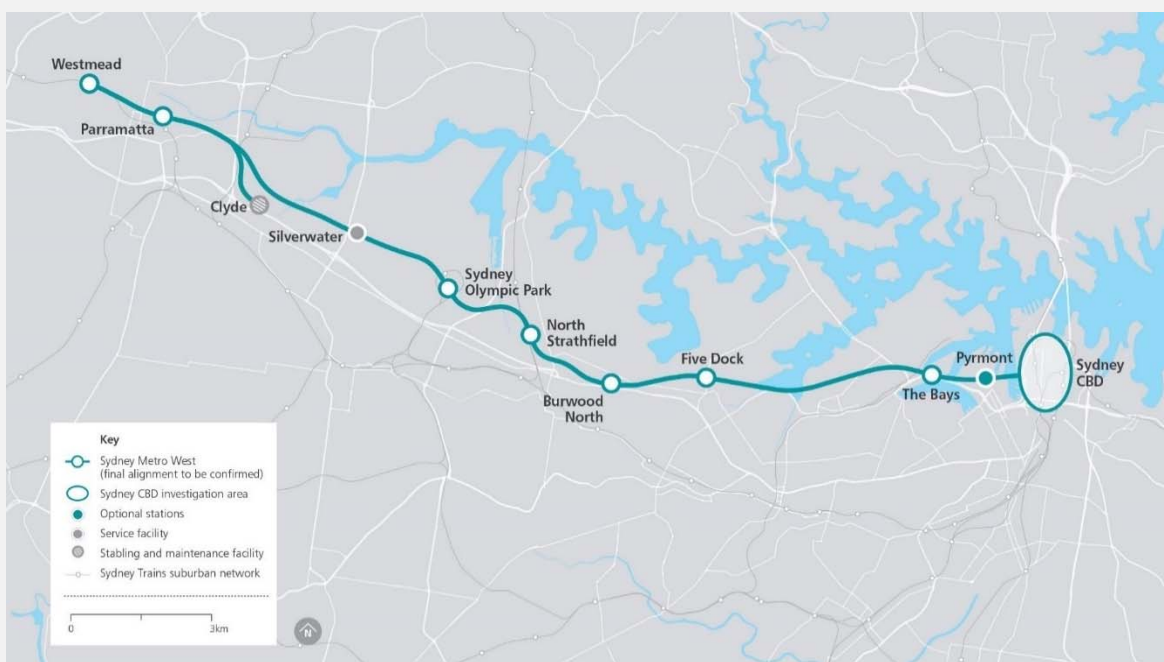 Westmead
Parramatta
Clyde
Silverwater
Sydney
Olympic Park
North
Strathfield
Burwood
North
Five Dock
The Bays
Pyrmont
Sydney
CBD
Key
Sydney Metro West
(final alignment to be confirmed)
Sydney CBD investigation area
Optional stations
Service facility
Stabling and maintenance facility
Sydney Trains suburban network
0 3km
N